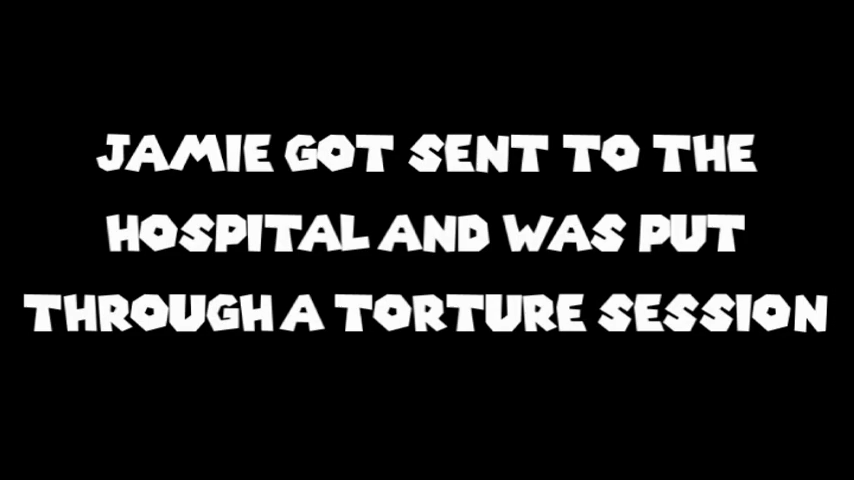 JAMIE GOT SENT TO THE
HOSPITAL AND WAS PUT
THROUGH A TORTURE SESSION